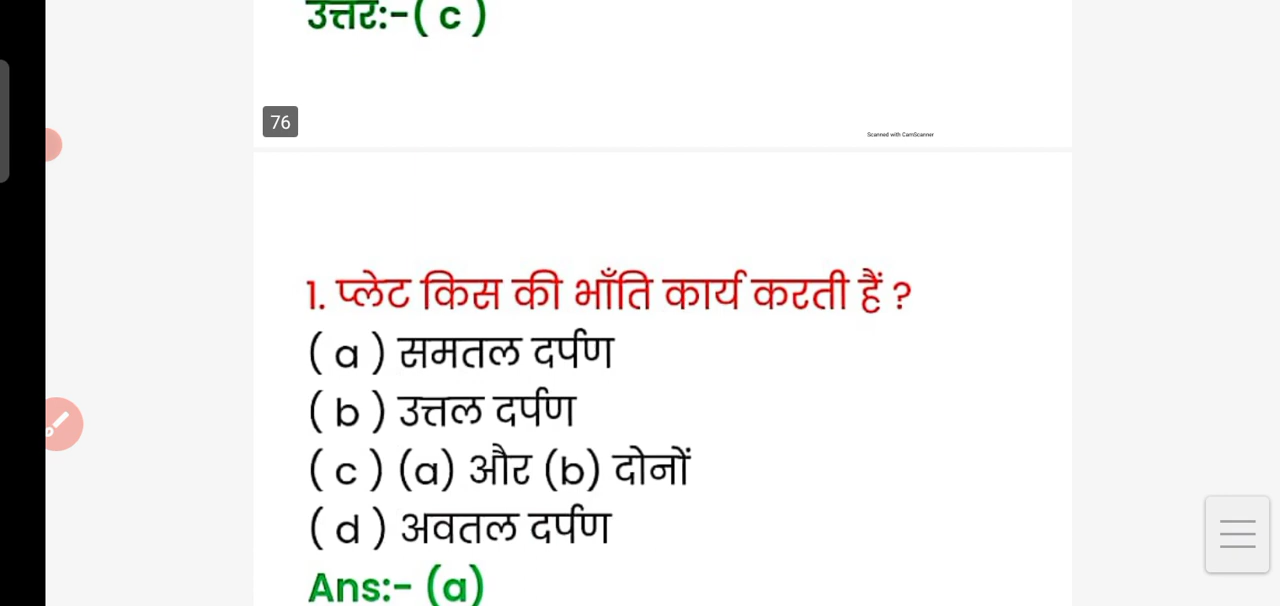 उत्तर:-( c )
76
Scanned with CamScanner
1. प्लेट किस की भाँति कार्य करती हैं ?
( a ) समतल दर्पण
( b ) उत्तल दर्पण
( c ) (a) और (b) दोनों
( d ) अवतल दर्पण
Ans:- (a)